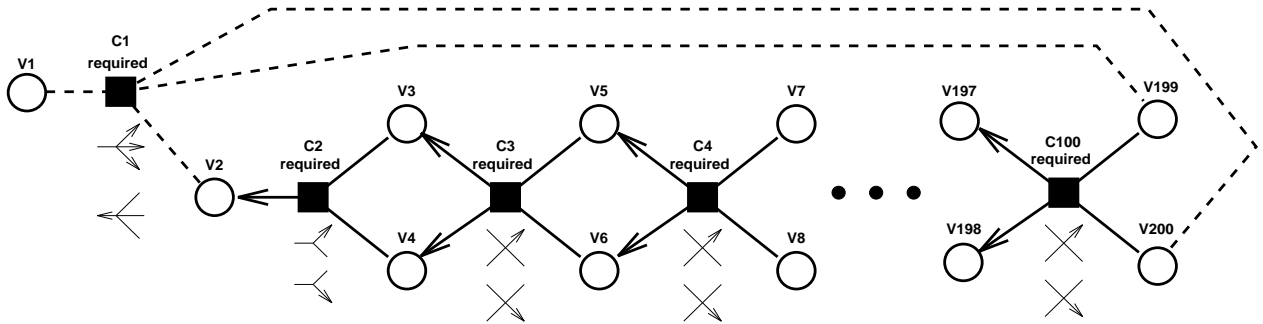 V1
C1
required
V2
C2
required
V3
V4
C3
required
V5
V6
C4
required
V7
V8
V197
V198
C100
required
V199
V200